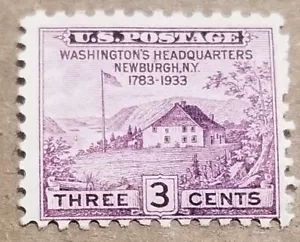 U.S. POSTAGE
WASHINGTON'S HEADQUARTERS
NEWBURGH, N.Y.
1783-1933
THREE 3 CENTS